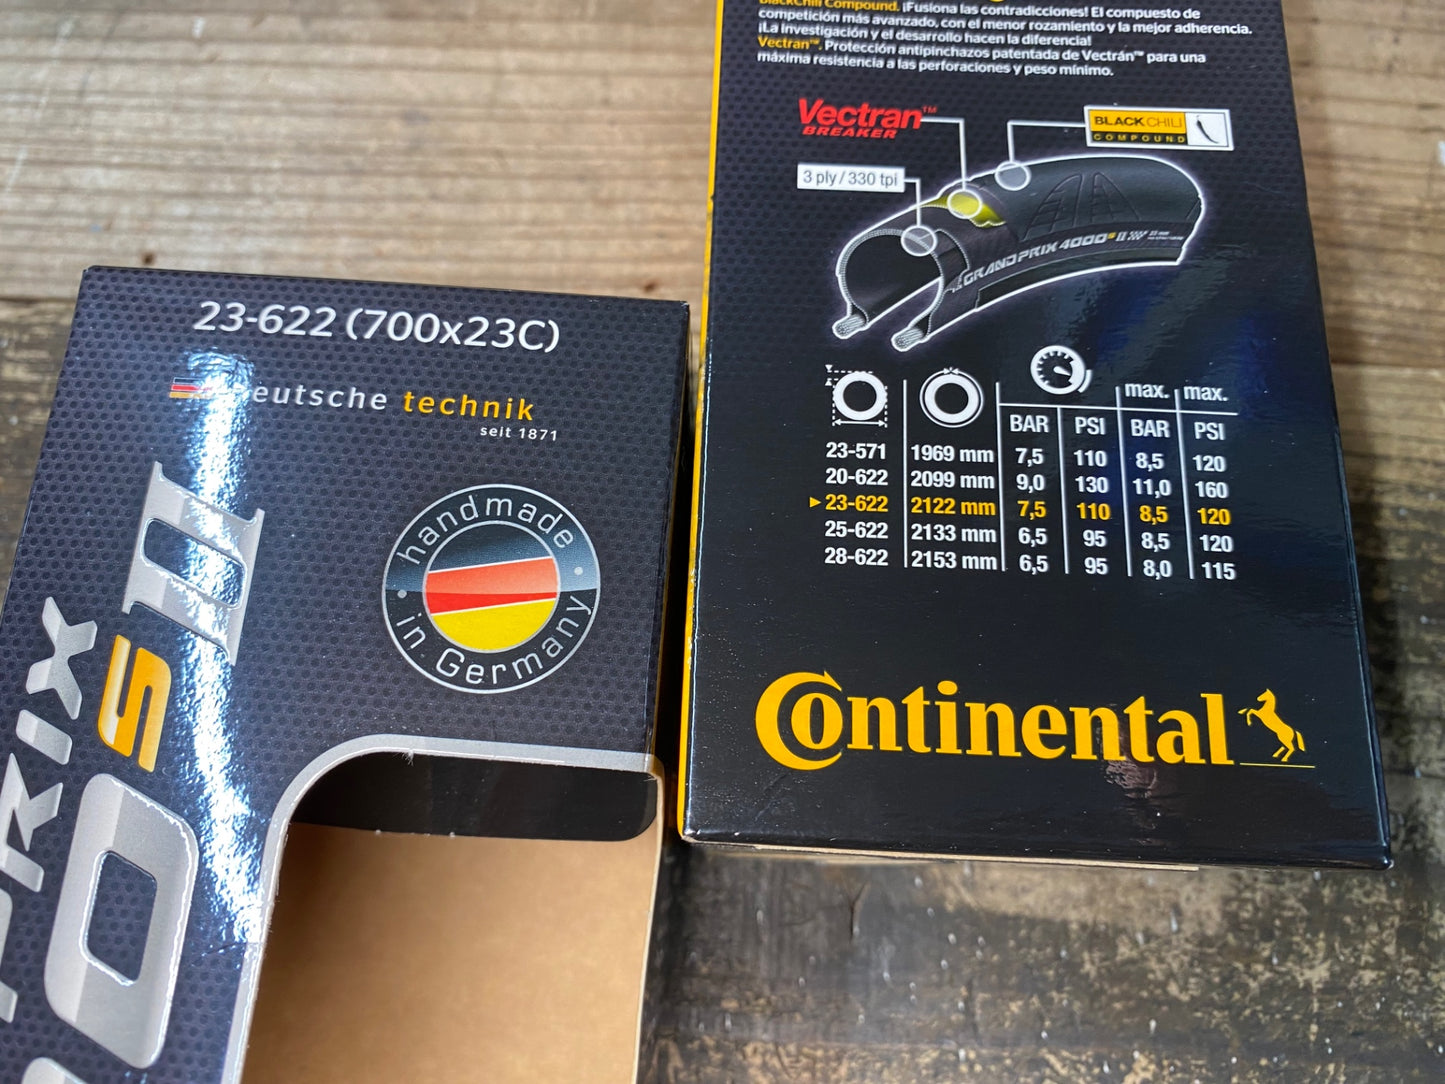 23-622 (700x23C)
deutsche technik
seit 1871
handmade
in Germany
PRIX
s II
BlackChili Compound. ¡Fusiona las contradicciones! El compuesto de
competición más avanzado, con el menor rozamiento y la mejor adherencia.
¡La investigación y el desarrollo hacen la diferencia!
Vectran™. Protección antipinchazos patentada de Vectrán™ para una
máxima resistencia a las perforaciones y peso mínimo.
Vectran™
BREAKER
BLACKCHILI
COMPOUND
3 ply / 330 tpi
GRAND PRIX 4000s II
max. max.
BAR PSI BAR PSI
23-571 1969 mm 7,5 110 8,5 120
20-622 2099 mm 9,0 130 11,0 160
▸23-622 2122 mm 7,5 110 8,5 120
25-622 2133 mm 6,5 95 8,5 120
28-622 2153 mm 6,5 95 8,0 115
Continental